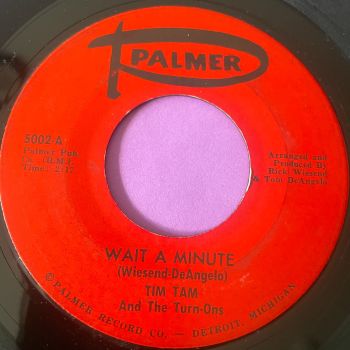 PALMER
5002-A
Palmer Pub
Co. (B.M.I.
Time: 2:17
Arranged and
Produced by
Rick Wiesend
& Tom DeAngelo
WAIT A MINUTE
(Wiesend-DeAngelo)
TIM TAM
And The Turn-Ons
© PALMER RECORD CO. — DETROIT, MICHIGAN